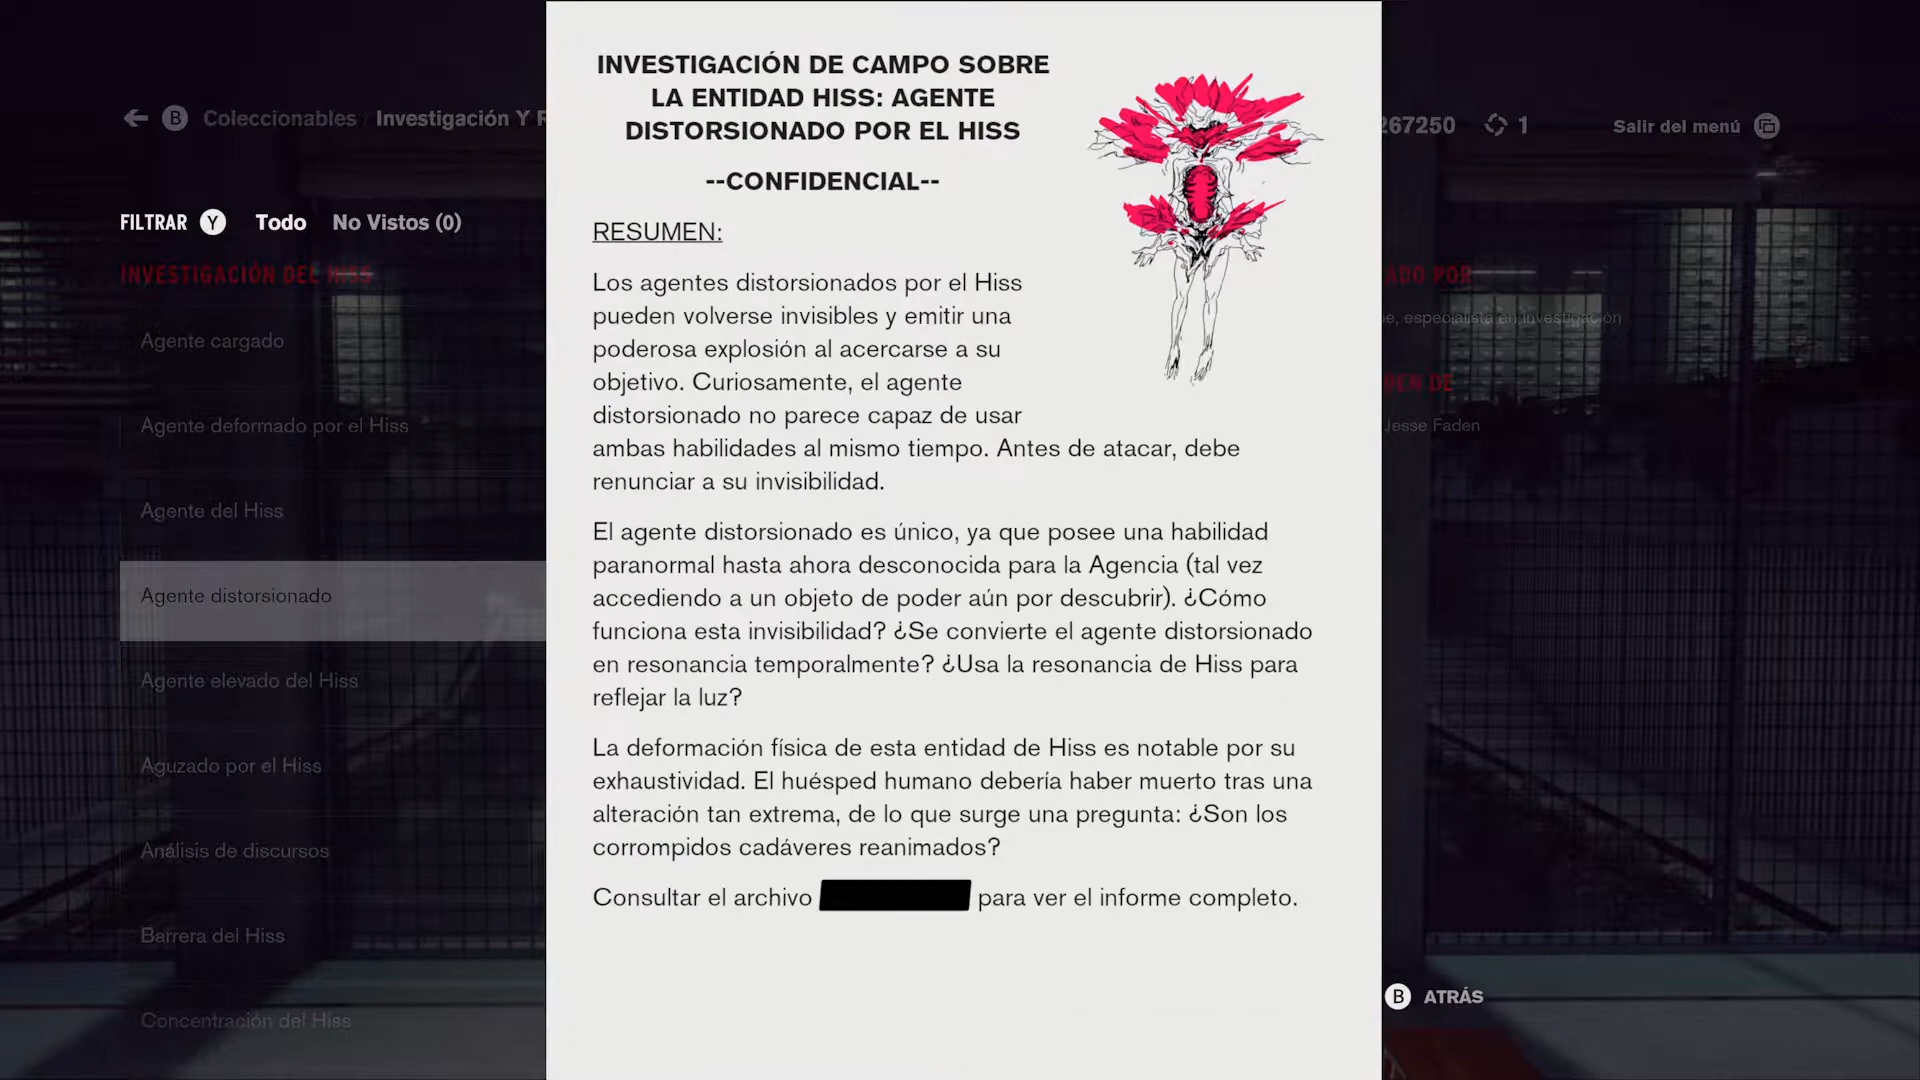 INVESTIGACIÓN DE CAMPO SOBRE
LA ENTIDAD HISS: AGENTE
DISTORSIONADO POR EL HISS
--CONFIDENCIAL--
RESUMEN:
Los agentes distorsionados por el Hiss
pueden volverse invisibles y emitir una
poderosa explosión al acercarse a su
objetivo. Curiosamente, el agente
distorsionado no parece capaz de usar
ambas habilidades al mismo tiempo. Antes de atacar, debe
renunciar a su invisibilidad.
El agente distorsionado es único, ya que posee una habilidad
paranormal hasta ahora desconocida para la Agencia (tal vez
accediendo a un objeto de poder aún por descubrir). ¿Cómo
funciona esta invisibilidad? ¿Se convierte el agente distorsionado
en resonancia temporalmente? ¿Usa la resonancia de Hiss para
reflejar la luz?
La deformación física de esta entidad de Hiss es notable por su
exhaustividad. El huésped humano debería haber muerto tras una
alteración tan extrema, de lo que surge una pregunta: ¿Son los
corrompidos cadáveres reanimados?
Consultar el archivo para ver el informe completo.
B Coleccionables / Investigación Y
FILTRAR Y Todo No Vistos (0)
INVESTIGACIÓN DEL HISS
Agente cargado
Agente deformado por el Hiss
Agente del Hiss
Agente distorsionado
Agente elevado del Hiss
Aguzado por el Hiss
Análisis de discursos
Barrera del Hiss
Concentración del Hiss
267250 1 Salir del menú
ADO POR
especialista en investigación
DEN DE
Jesse Faden
B ATRÁS